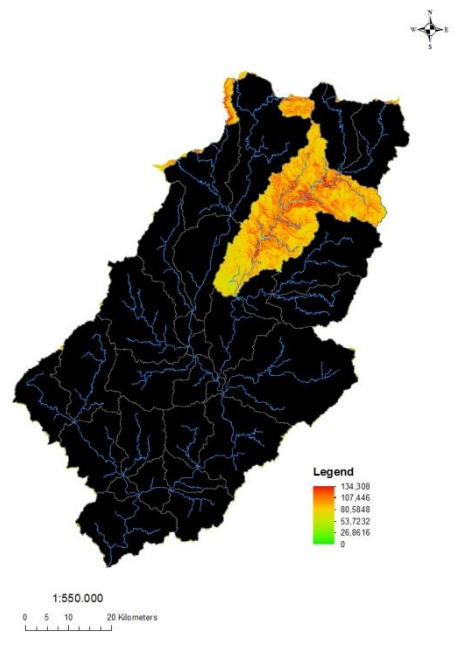 N
W E
S
Legend
134,308
107,446
80,5848
53,7232
26,8616
0
1:550.000
0 5 10 20 Kilometers